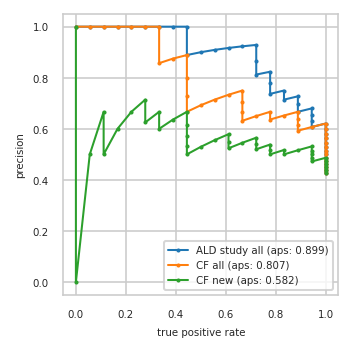 1.0
0.8
0.6
0.4
0.2
0.0
precision
0.0 0.2 0.4 0.6 0.8 1.0
true positive rate
ALD study all (aps: 0.899)
CF all (aps: 0.807)
CF new (aps: 0.582)